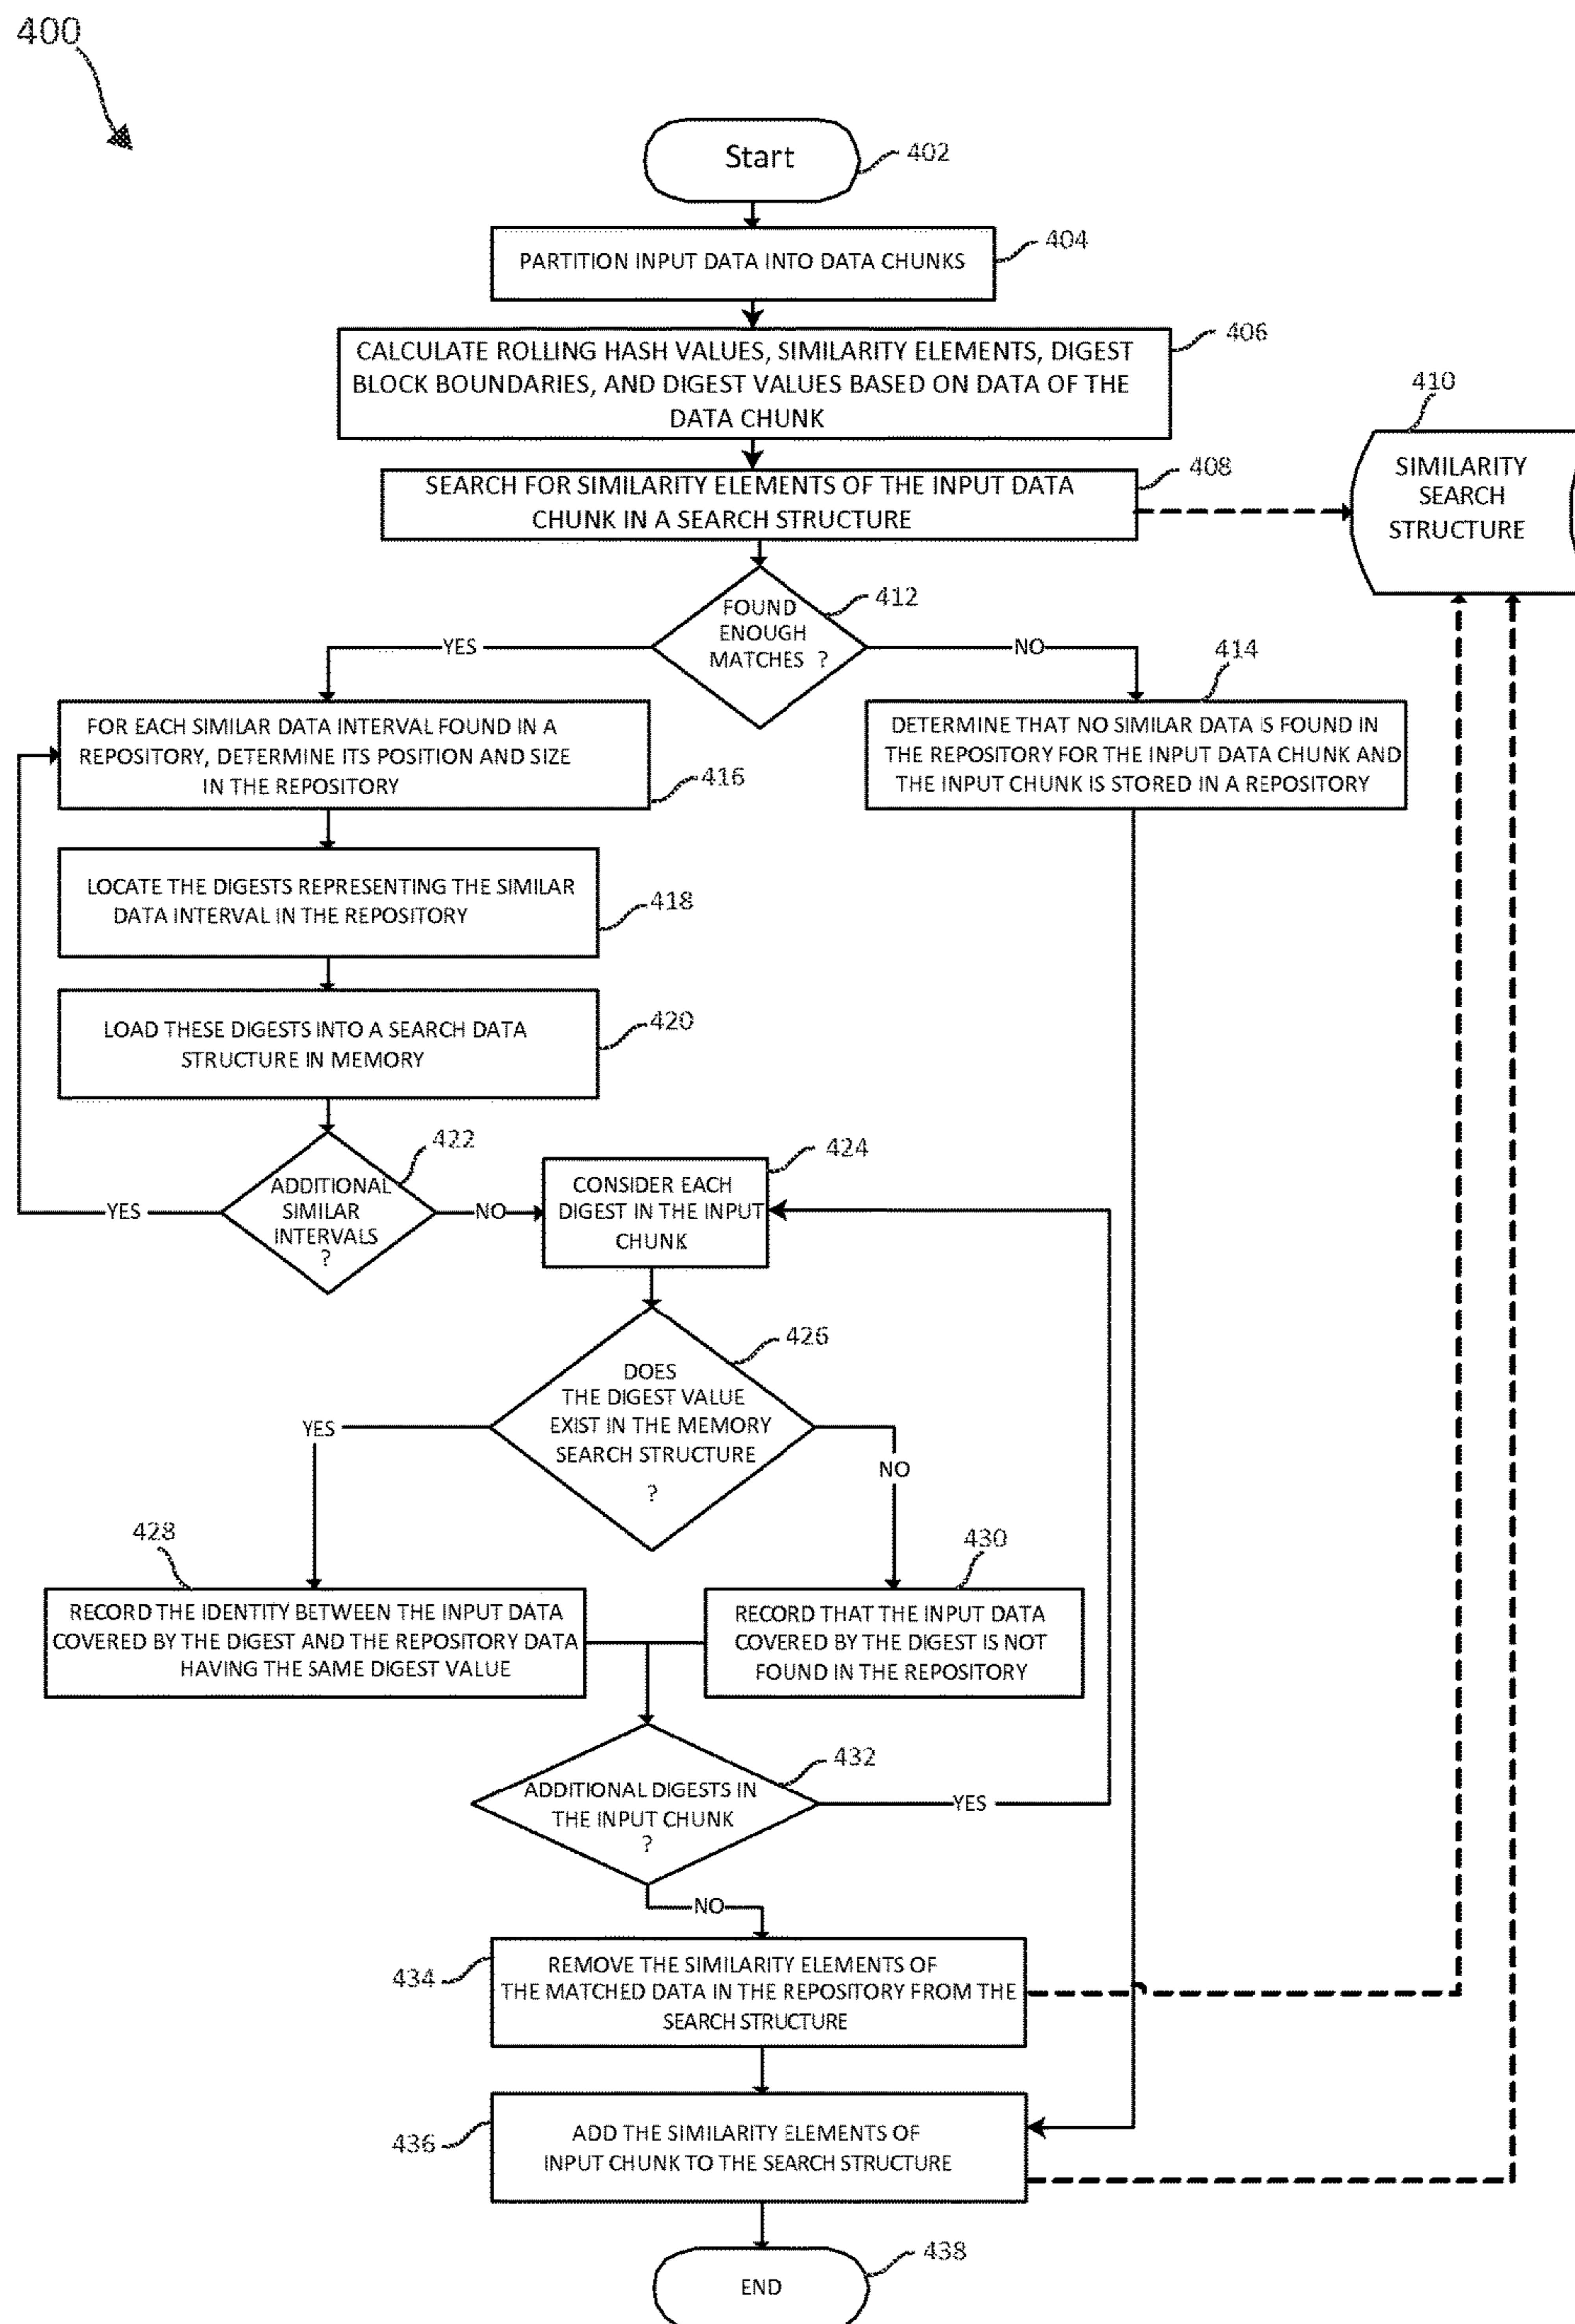 400
Start
402
PARTITION INPUT DATA INTO DATA CHUNKS
404
CALCULATE ROLLING HASH VALUES, SIMILARITY ELEMENTS, DIGEST
BLOCK BOUNDARIES, AND DIGEST VALUES BASED ON DATA OF THE
DATA CHUNK
406
SEARCH FOR SIMILARITY ELEMENTS OF THE INPUT DATA
CHUNK IN A SEARCH STRUCTURE
408
410
SIMILARITY
SEARCH
STRUCTURE
FOUND
ENOUGH
MATCHES ?
412
YES
NO
414
FOR EACH SIMILAR DATA INTERVAL FOUND IN A
REPOSITORY, DETERMINE ITS POSITION AND SIZE
IN THE REPOSITORY
416
DETERMINE THAT NO SIMILAR DATA IS FOUND IN
THE REPOSITORY FOR THE INPUT DATA CHUNK AND
THE INPUT CHUNK IS STORED IN A REPOSITORY
LOCATE THE DIGESTS REPRESENTING THE SIMILAR
DATA INTERVAL IN THE REPOSITORY
418
LOAD THESE DIGESTS INTO A SEARCH DATA
STRUCTURE IN MEMORY
420
ADDITIONAL
SIMILAR
INTERVALS
?
422
YES
NO
CONSIDER EACH
DIGEST IN THE INPUT
CHUNK
424
DOES
THE DIGEST VALUE
EXIST IN THE MEMORY
SEARCH STRUCTURE
?
426
YES
NO
428
RECORD THE IDENTITY BETWEEN THE INPUT DATA
COVERED BY THE DIGEST AND THE REPOSITORY DATA
HAVING THE SAME DIGEST VALUE
430
RECORD THAT THE INPUT DATA
COVERED BY THE DIGEST IS NOT
FOUND IN THE REPOSITORY
ADDITIONAL DIGESTS IN
THE INPUT CHUNK
?
432
YES
NO
434
REMOVE THE SIMILARITY ELEMENTS OF
THE MATCHED DATA IN THE REPOSITORY FROM THE
SEARCH STRUCTURE
436
ADD THE SIMILARITY ELEMENTS OF
INPUT CHUNK TO THE SEARCH STRUCTURE
END
438